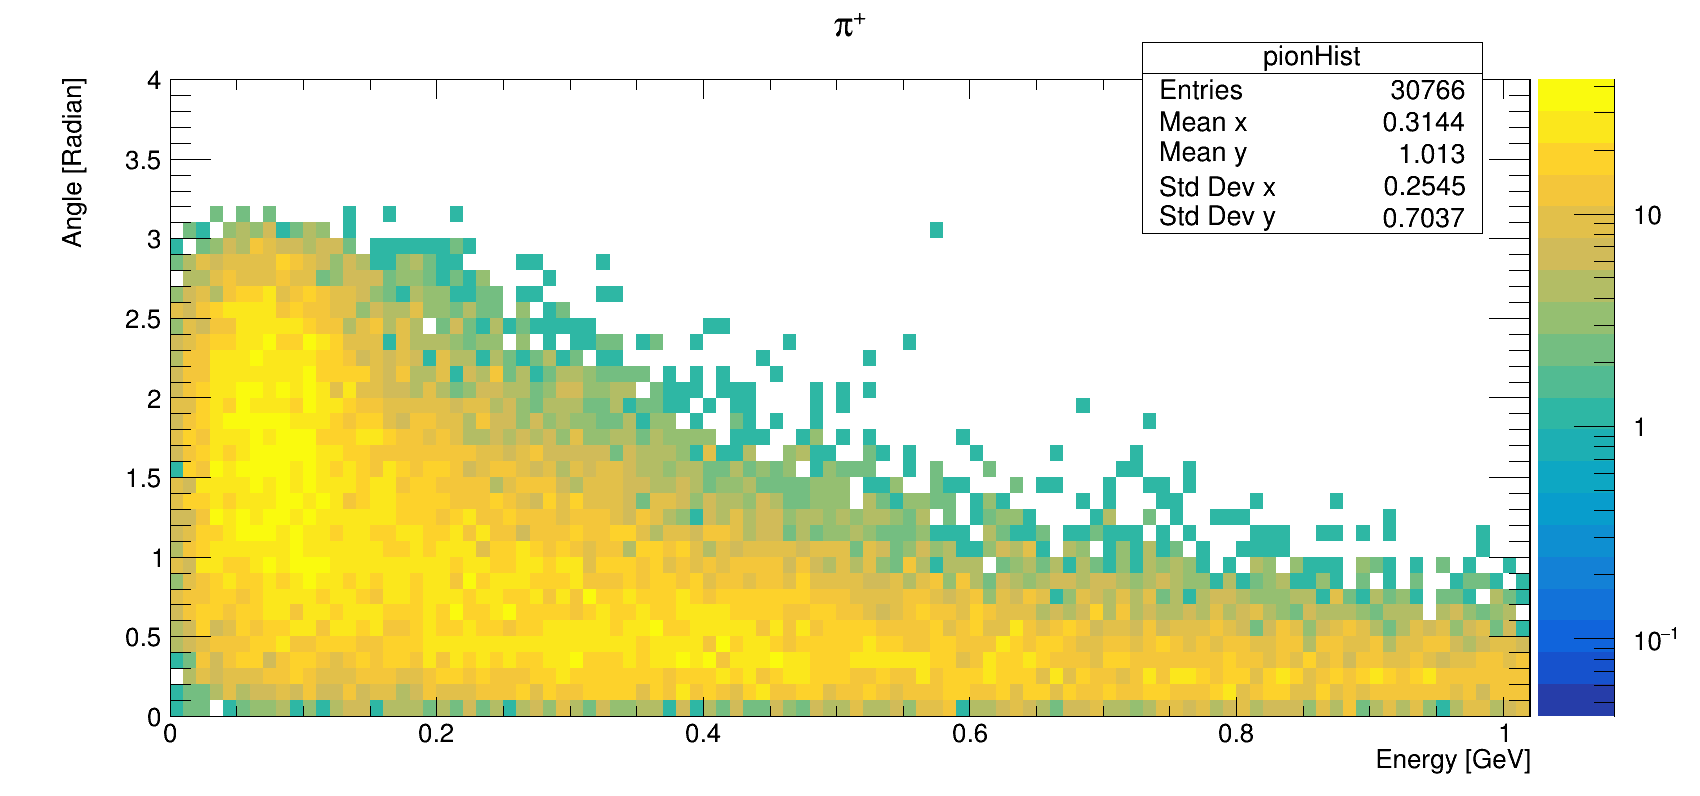 π⁺
pionHist
Entries 30766
Mean x 0.3144
Mean y 1.013
Std Dev x 0.2545
Std Dev y 0.7037
Angle [Radian]
4
3.5
3
2.5
2
1.5
1
0.5
0
0 0.2 0.4 0.6 0.8 1
Energy [GeV]
10
1
10⁻¹